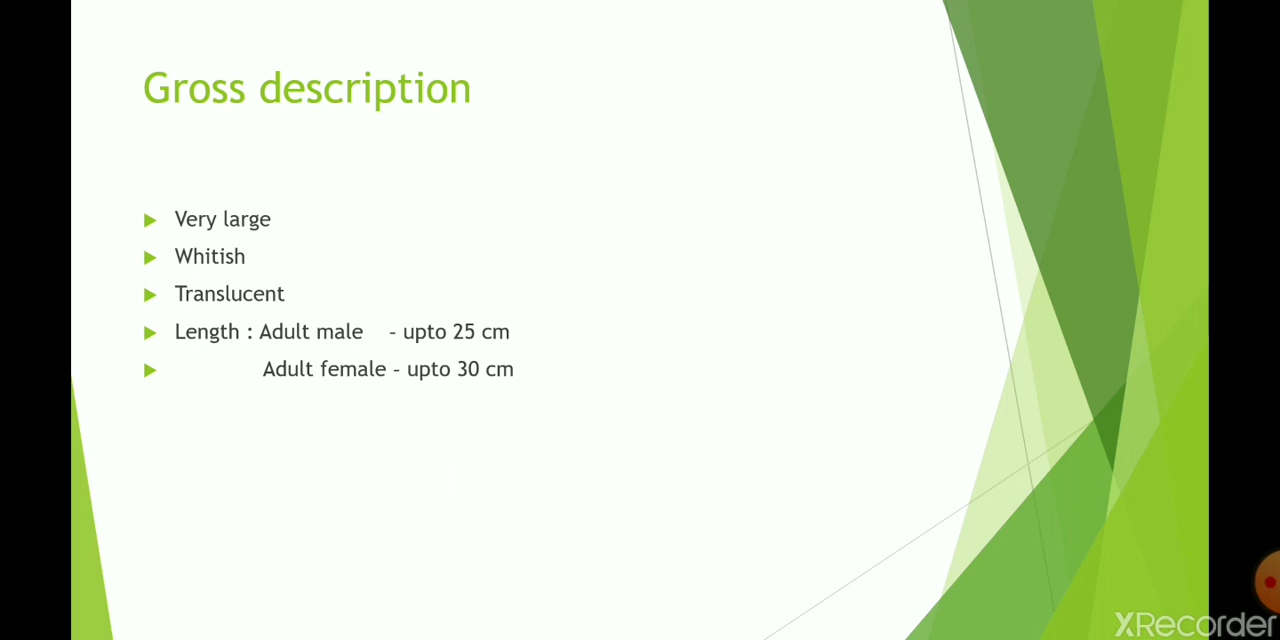 Gross description
Very large
Whitish
Translucent
Length : Adult male – upto 25 cm
Adult female – upto 30 cm
XRecorder